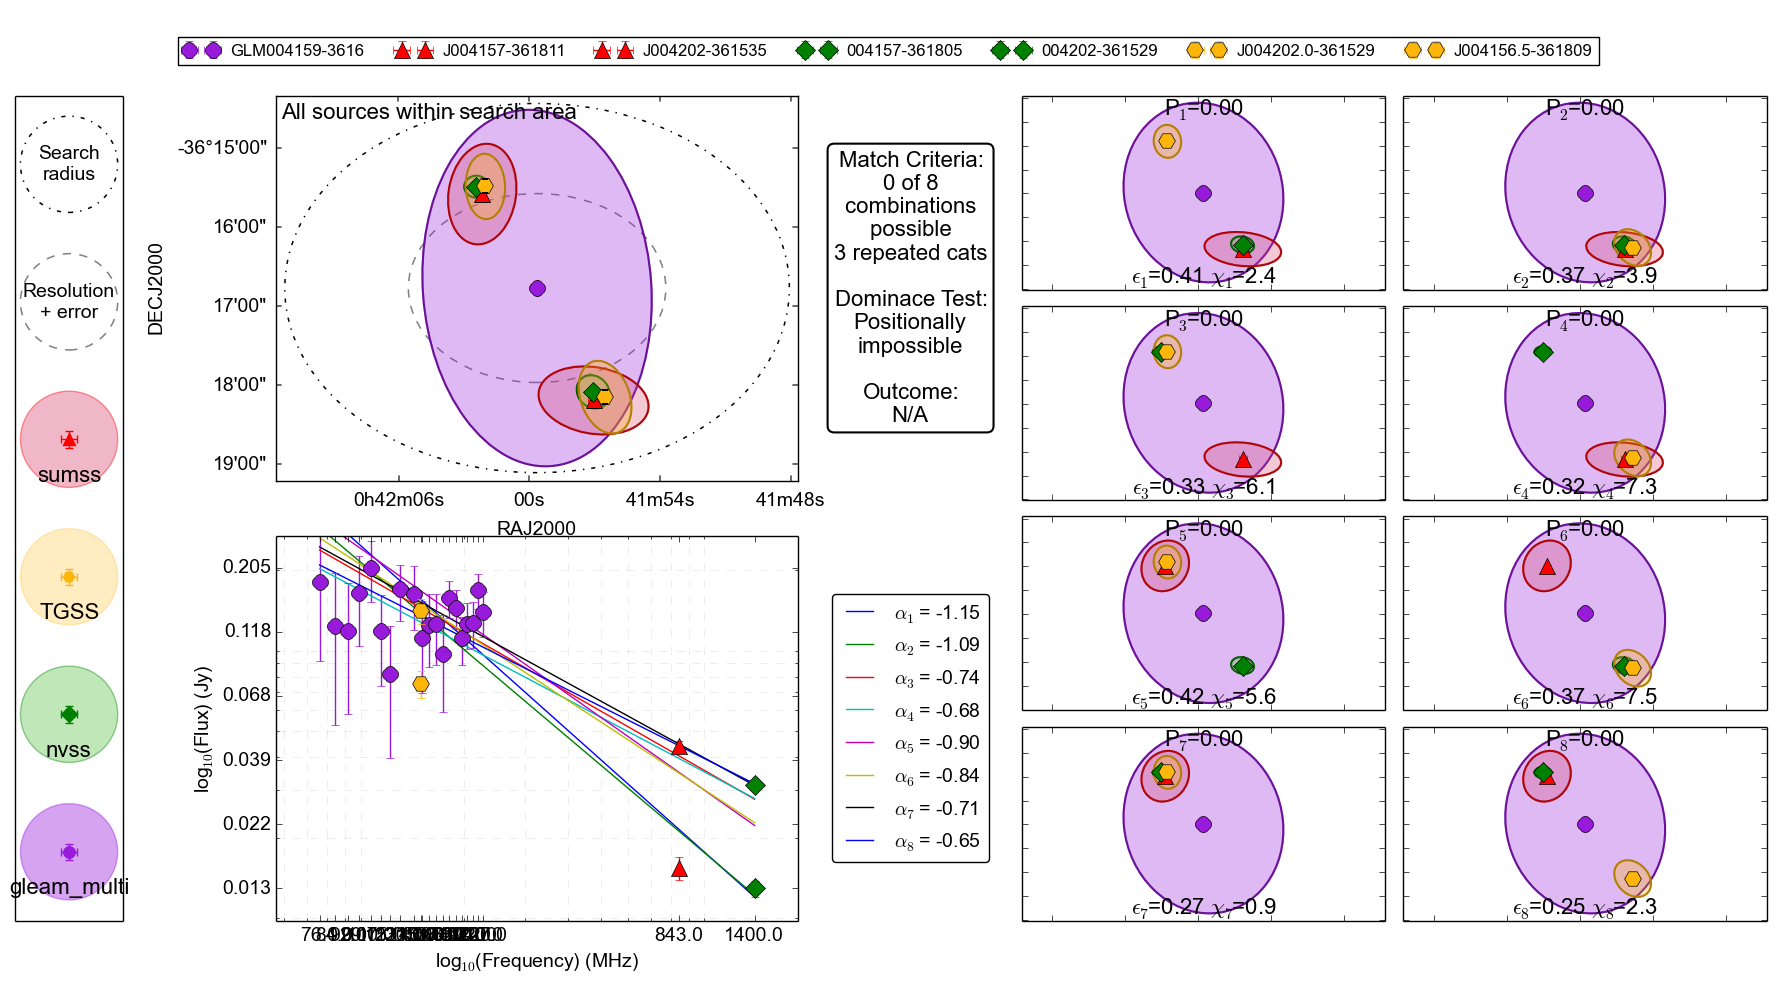 GLM004159-3616 J004157-361811 J004202-361535 004157-361805 004202-361529 J004202.0-361529 J004156.5-361809
Search
radius
Resolution
+ error
sumss
TGSS
nvss
gleam_multi
All sources within search area
DECJ2000
-36°15'00"
16'00"
17'00"
18'00"
19'00"
0h42m06s 00s 41m54s 41m48s
RAJ2000
Match Criteria:
0 of 8
combinations
possible
3 repeated cats
Dominace Test:
Positionally
impossible
Outcome:
N/A
log10(Flux) (Jy)
0.205
0.118
0.068
0.039
0.022
0.013
843.0 1400.0
log10(Frequency) (MHz)
α1 = -1.15
α2 = -1.09
α3 = -0.74
α4 = -0.68
α5 = -0.90
α6 = -0.84
α7 = -0.71
α8 = -0.65
P1=0.00
ϵ1=0.41 χ1=2.4
P2=0.00
ϵ2=0.37 χ2=3.9
P3=0.00
ϵ3=0.33 χ3=6.1
P4=0.00
ϵ4=0.32 χ4=7.3
P5=0.00
ϵ5=0.42 χ5=5.6
P6=0.00
ϵ6=0.37 χ6=7.5
P7=0.00
ϵ7=0.27 χ7=0.9
P8=0.00
ϵ8=0.25 χ8=2.3